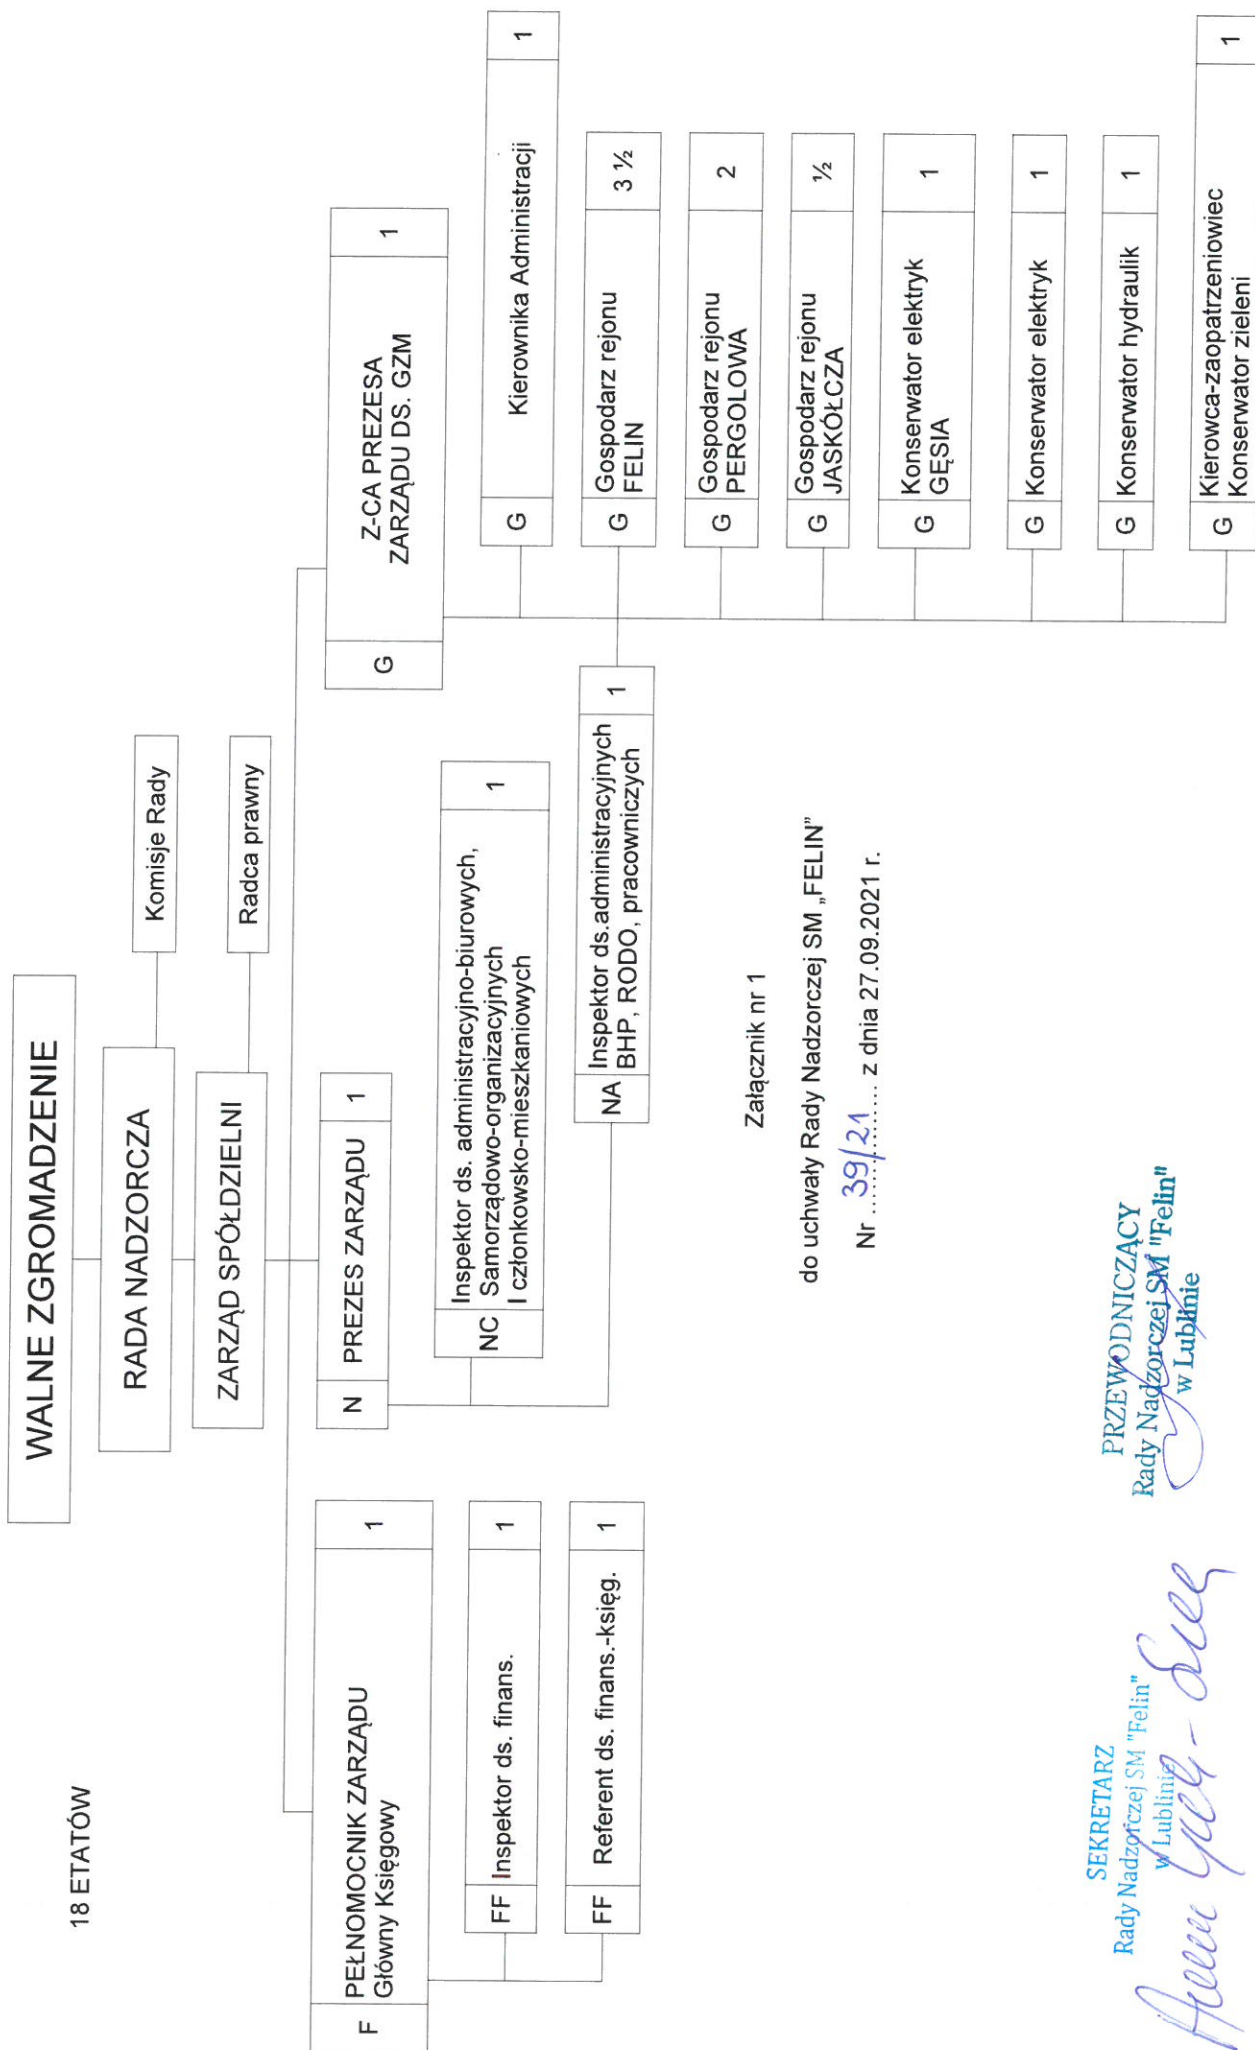 18 ETATÓW
WALNE ZGROMADZENIE
RADA NADZORCZA
Komisje Rady
ZARZĄD SPÓŁDZIELNI
Radca prawny
F
PEŁNOMOCNIK ZARZĄDU
Główny Księgowy
1
FF Inspektor ds. finans. 1
FF Referent ds. finans.-księg. 1
N PREZES ZARZĄDU 1
NC
Inspektor ds. administracyjno-biurowych,
Samorządowo-organizacyjnych
I członkowsko-mieszkaniowych
1
NA
Inspektor ds.administracyjnych
BHP, RODO, pracowniczych
1
G
Z-CA PREZESA
ZARZĄDU DS. GZM
1
G Kierownika Administracji 1
G
Gospodarz rejonu
FELIN
3 ½
G
Gospodarz rejonu
PERGOLOWA
2
G
Gospodarz rejonu
JASKÓŁCZA
½
G
Konserwator elektryk
GĘSIA
1
G Konserwator elektryk 1
G Konserwator hydraulik 1
G
Kierowca-zaopatrzeniowiec
Konserwator zieleni
1
Załącznik nr 1
do uchwały Rady Nadzorczej SM „FELIN”
Nr ...39/21...... z dnia 27.09.2021 r.
SEKRETARZ
Rady Nadzorczej SM "Felin"
w Lublinie
PRZEWODNICZĄCY
Rady Nadzorczej SM "Felin"
w Lublinie